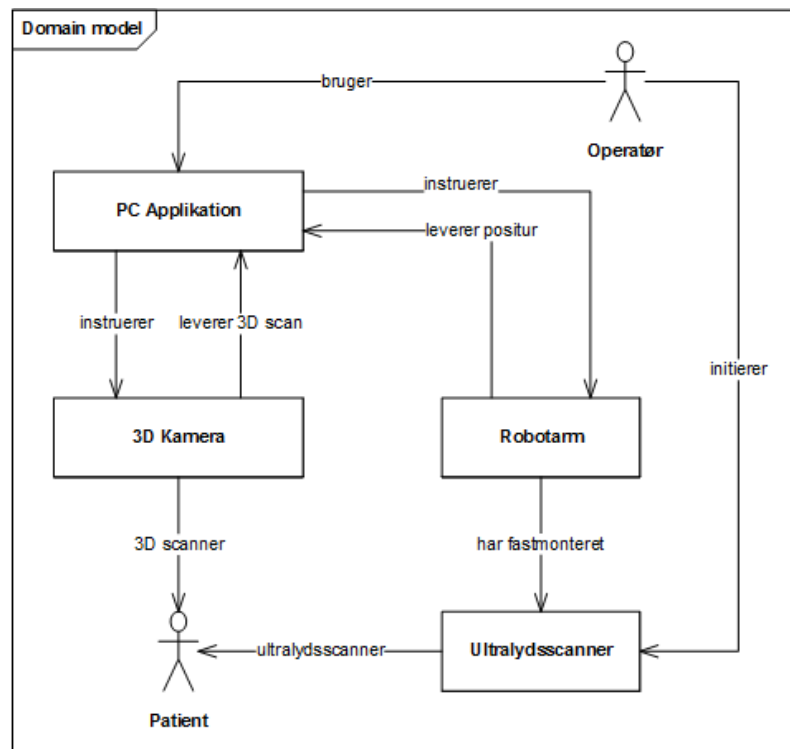 Domain model
bruger
Operatør
PC Applikation
instruerer
leverer positur
instruerer
leverer 3D scan
initierer
3D Kamera
Robotarm
3D scanner
har fastmonteret
ultralydsscanner
Ultralydsscanner
Patient